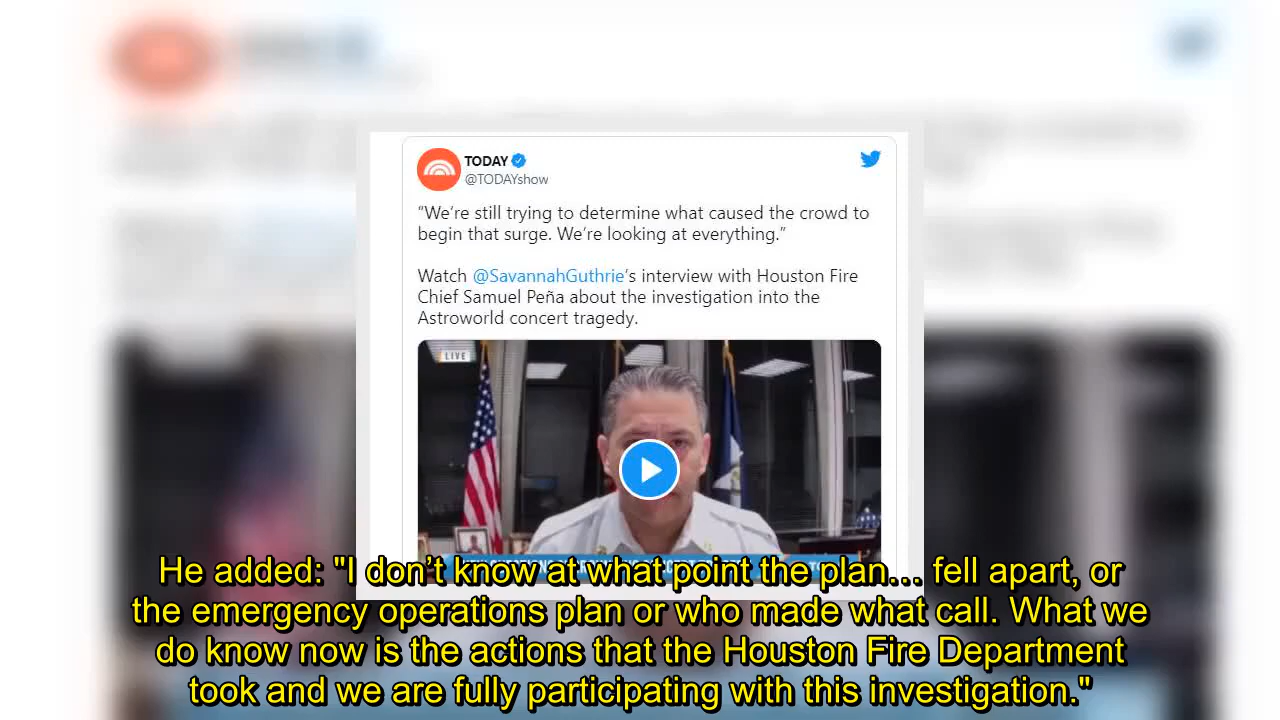 TODAY
@TODAYshow
“We’re still trying to determine what caused the crowd to
begin that surge. We’re looking at everything.”
Watch @SavannahGuthrie’s interview with Houston Fire
Chief Samuel Peña about the investigation into the
Astroworld concert tragedy.
LIVE
He added: "I don’t know at what point the plan… fell apart, or
the emergency operations plan or who made what call. What we
do know now is the actions that the Houston Fire Department
took and we are fully participating with this investigation."